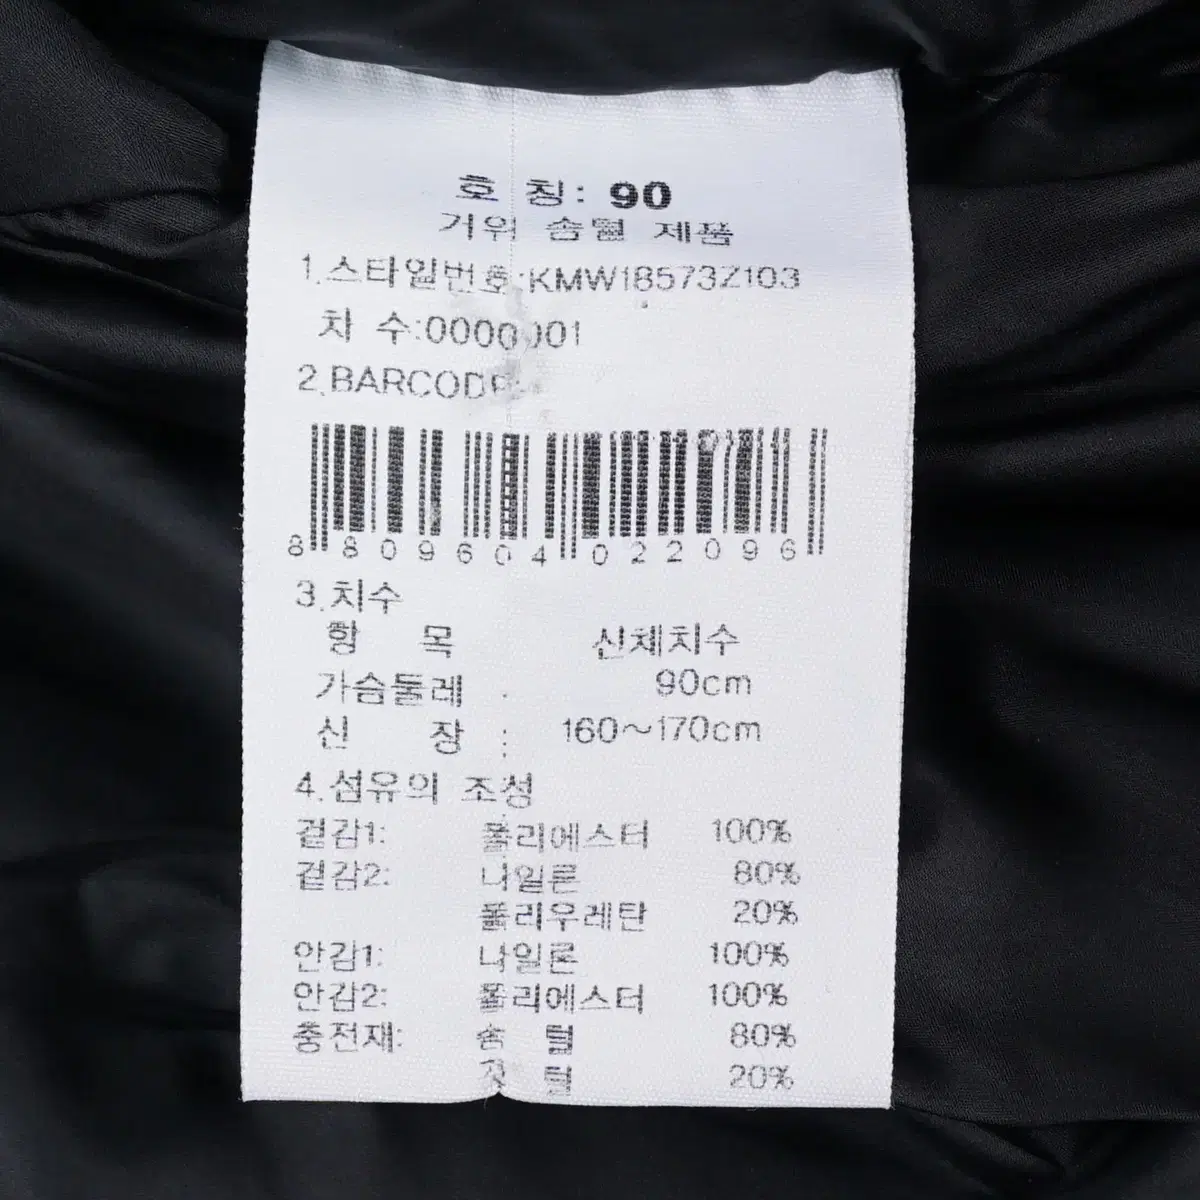 호 칭: 90
거위 솜털 제품
1.스타일번호:KMW18573Z103
차 수:0000001
2.BARCODE
8 809604 022096
3.치수
항 목 신체치수
가슴둘레 : 90cm
신 장 : 160~170cm
4.섬유의 조성
겉감1: 폴리에스터 100%
겉감2: 나일론 80%
폴리우레탄 20%
안감1: 나일론 100%
안감2: 폴리에스터 100%
충전재: 솜 털 80%
깃 털 20%